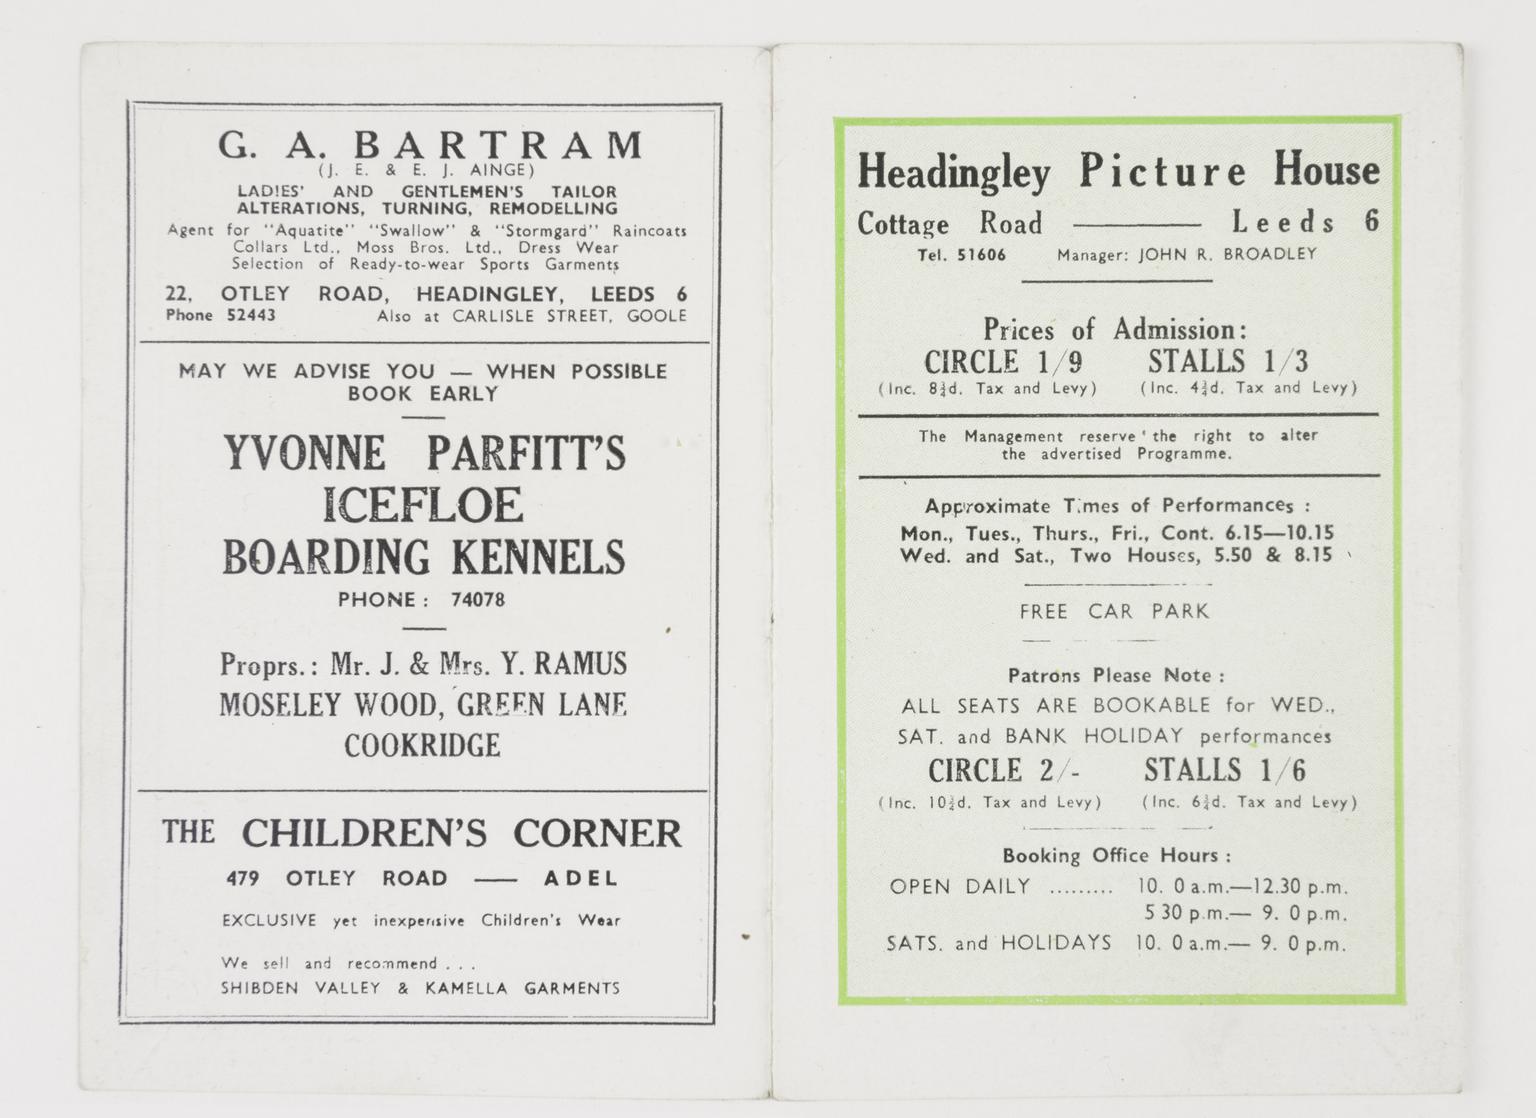 G. A. BARTRAM
(J. E. & E. J. AINGE)
LADIES' AND GENTLEMEN'S TAILOR
ALTERATIONS, TURNING, REMODELLING
Agent for "Aquatite" "Swallow" & "Stormgard" Raincoats
Collars Ltd., Moss Bros. Ltd., Dress Wear
Selection of Ready-to-wear Sports Garments
22, OTLEY ROAD, HEADINGLEY, LEEDS 6
Phone 52443 Also at CARLISLE STREET, GOOLE
MAY WE ADVISE YOU — WHEN POSSIBLE
BOOK EARLY
YVONNE PARFITT'S
ICEFLOE
BOARDING KENNELS
PHONE : 74078
Proprs. : Mr. J. & Mrs. Y. RAMUS
MOSELEY WOOD, GREEN LANE
COOKRIDGE
THE CHILDREN'S CORNER
479 OTLEY ROAD — ADEL
EXCLUSIVE yet inexpensive Children's Wear
We sell and recommend . . .
SHIBDEN VALLEY & KAMELLA GARMENTS
Headingley Picture House
Cottage Road — Leeds 6
Tel. 51606 Manager: JOHN R. BROADLEY
Prices of Admission:
CIRCLE 1/9 STALLS 1/3
(Inc. 8¾d. Tax and Levy) (Inc. 4¾d. Tax and Levy)
The Management reserve the right to alter
the advertised Programme.
Approximate Times of Performances :
Mon., Tues., Thurs., Fri., Cont. 6.15—10.15
Wed. and Sat., Two Houses, 5.50 & 8.15
FREE CAR PARK
Patrons Please Note :
ALL SEATS ARE BOOKABLE for WED.,
SAT. and BANK HOLIDAY performances
CIRCLE 2/- STALLS 1/6
(Inc. 10¾d. Tax and Levy) (Inc. 6¾d. Tax and Levy)
Booking Office Hours :
OPEN DAILY ......... 10. 0 a.m.—12.30 p.m.
5 30 p.m.— 9. 0 p.m.
SATS. and HOLIDAYS 10. 0 a.m.— 9. 0 p.m.